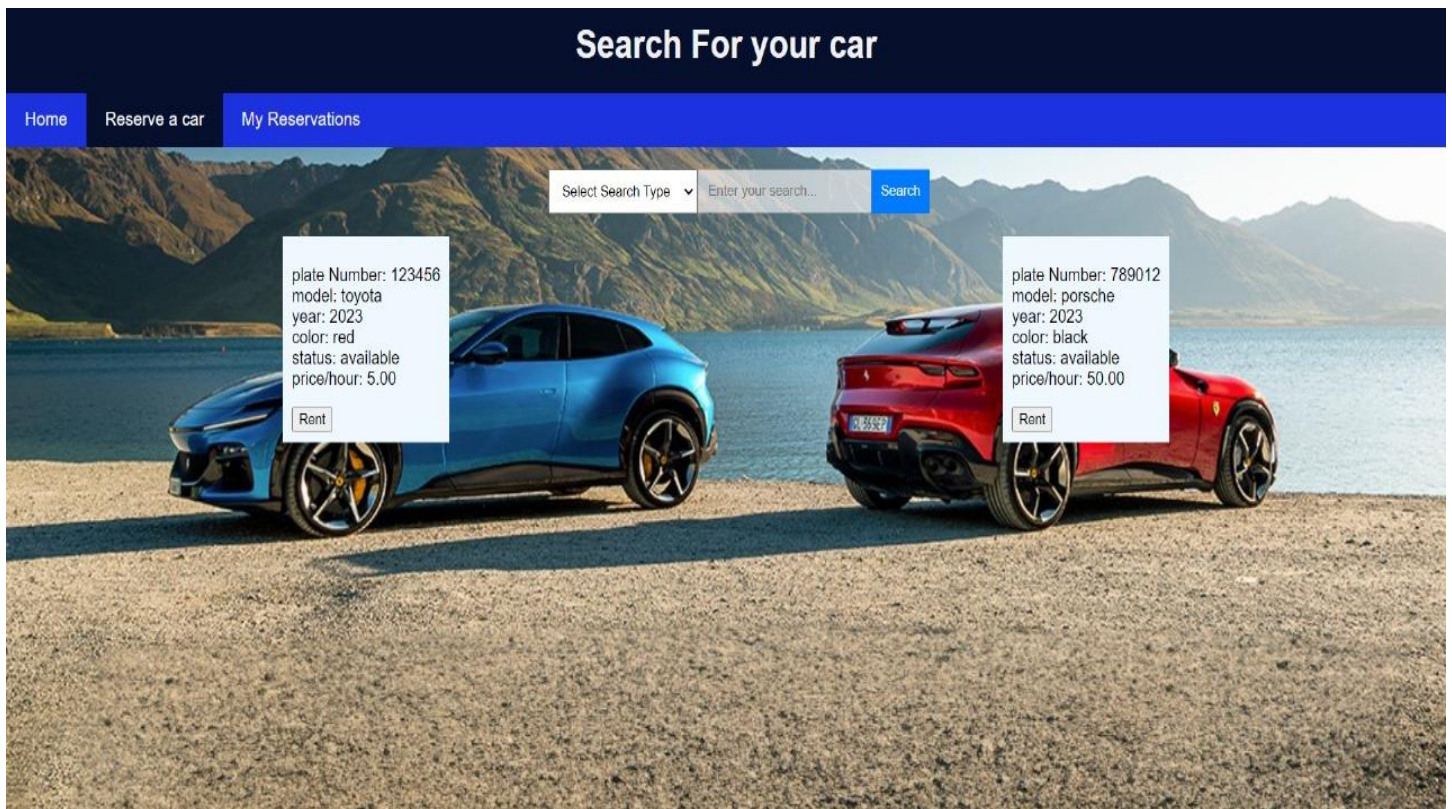 Search For your car
Home
Reserve a car
My Reservations
Select Search Type
Enter your search...
Search
plate Number: 123456
model: toyota
year: 2023
color: red
status: available
price/hour: 5.00
Rent
plate Number: 789012
model: porsche
year: 2023
color: black
status: available
price/hour: 50.00
Rent